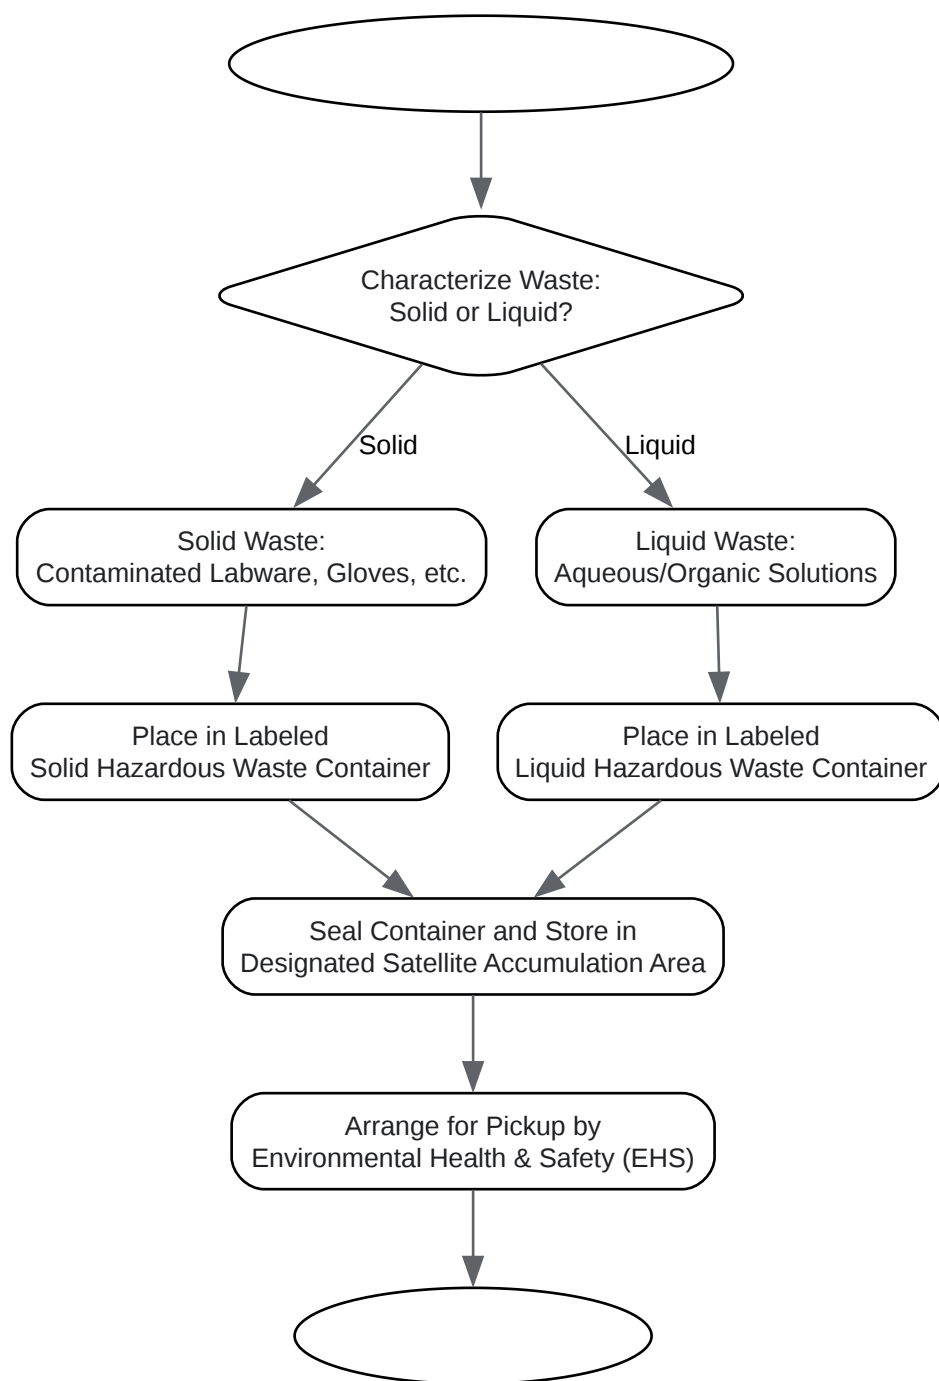 Characterize Waste:
Solid or Liquid?
Solid
Liquid
Solid Waste:
Contaminated Labware, Gloves, etc.
Liquid Waste:
Aqueous/Organic Solutions
Place in Labeled
Solid Hazardous Waste Container
Place in Labeled
Liquid Hazardous Waste Container
Seal Container and Store in
Designated Satellite Accumulation Area
Arrange for Pickup by
Environmental Health & Safety (EHS)